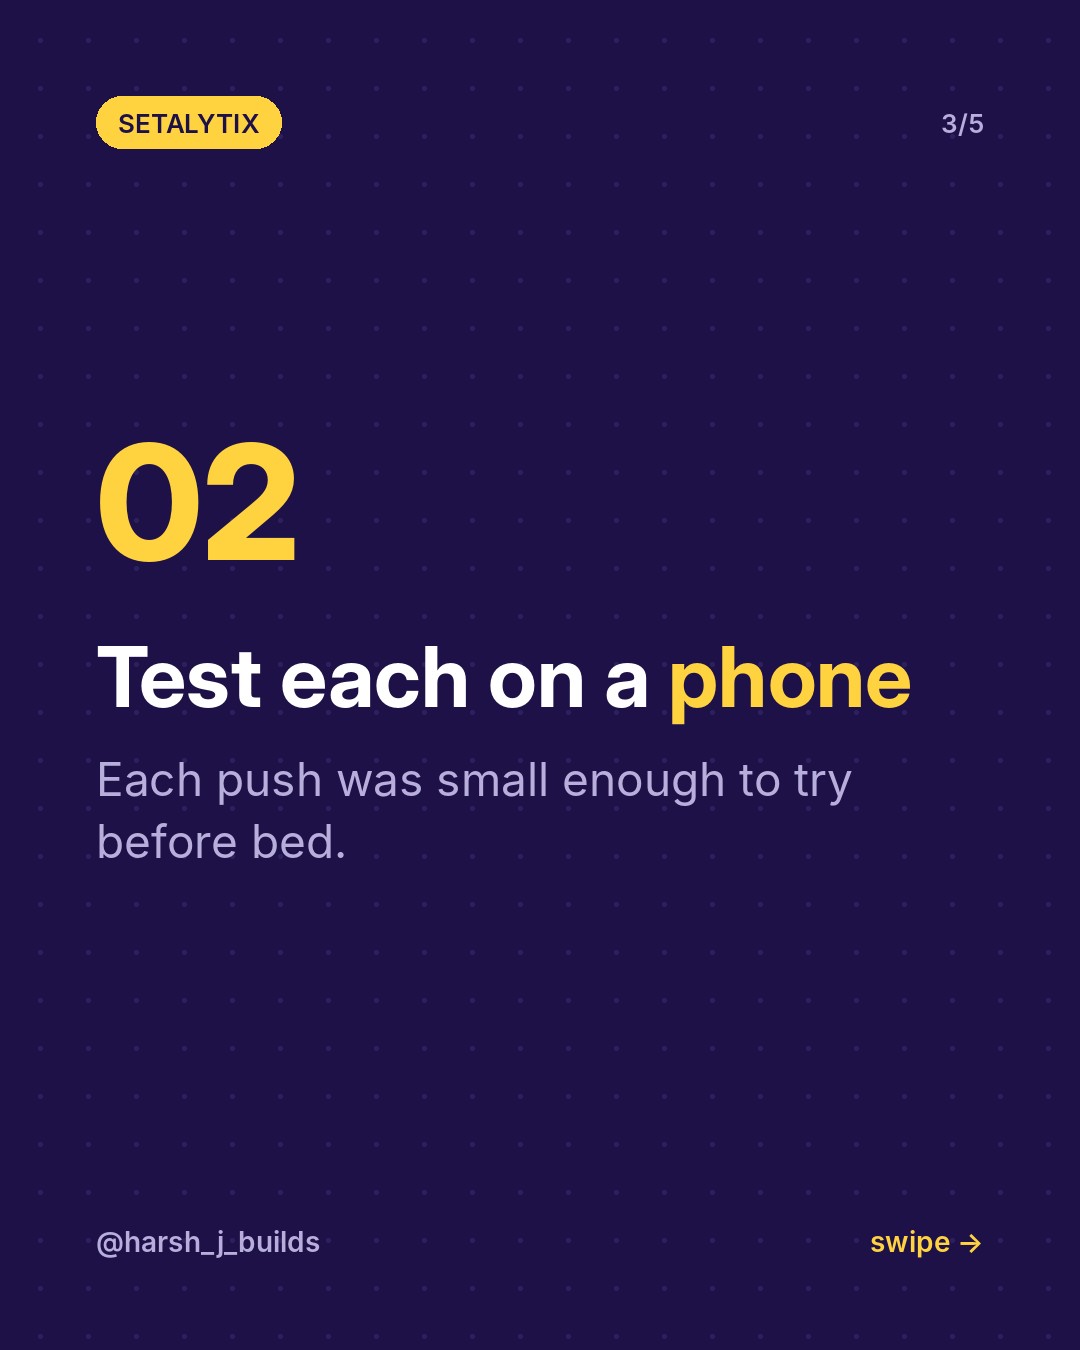 SETALYTIX
3/5
02
Test each on a phone
Each push was small enough to try
before bed.
@harsh_j_builds
swipe →